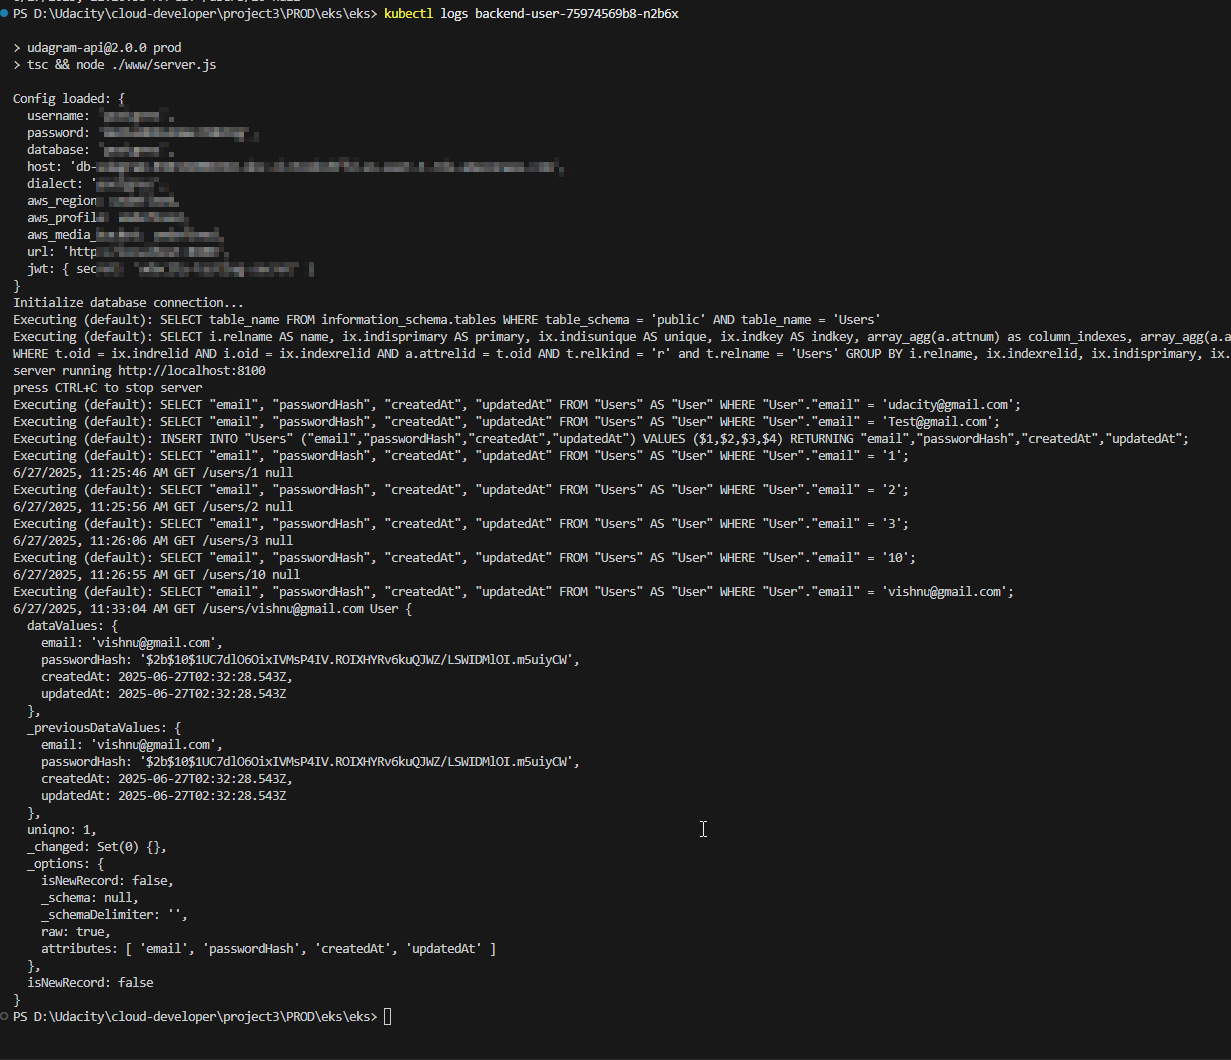 PS D:\Udacity\cloud-developer\project3\PROD\eks\eks> kubectl logs backend-user-75974569b8-n2b6x
> udagram-api@2.0.0 prod
> tsc && node ./www/server.js
Config loaded: {
username:
password:
database:
host: 'db-
dialect: '
aws_region
aws_profil
aws_media_
url: 'http
jwt: { sec
}
Initialize database connection...
Executing (default): SELECT table_name FROM information_schema.tables WHERE table_schema = 'public' AND table_name = 'Users'
Executing (default): SELECT i.relname AS name, ix.indisprimary AS primary, ix.indisunique AS unique, ix.indkey AS indkey, array_agg(a.attnum) as column_indexes, array_agg(a.a
WHERE t.oid = ix.indrelid AND i.oid = ix.indexrelid AND a.attrelid = t.oid AND t.relkind = 'r' and t.relname = 'Users' GROUP BY i.relname, ix.indexrelid, ix.indisprimary, ix.
server running http://localhost:8100
press CTRL+C to stop server
Executing (default): SELECT "email", "passwordHash", "createdAt", "updatedAt" FROM "Users" AS "User" WHERE "User"."email" = 'udacity@gmail.com';
Executing (default): SELECT "email", "passwordHash", "createdAt", "updatedAt" FROM "Users" AS "User" WHERE "User"."email" = 'Test@gmail.com';
Executing (default): INSERT INTO "Users" ("email","passwordHash","createdAt","updatedAt") VALUES ($1,$2,$3,$4) RETURNING "email","passwordHash","createdAt","updatedAt";
Executing (default): SELECT "email", "passwordHash", "createdAt", "updatedAt" FROM "Users" AS "User" WHERE "User"."email" = '1';
6/27/2025, 11:25:46 AM GET /users/1 null
Executing (default): SELECT "email", "passwordHash", "createdAt", "updatedAt" FROM "Users" AS "User" WHERE "User"."email" = '2';
6/27/2025, 11:25:56 AM GET /users/2 null
Executing (default): SELECT "email", "passwordHash", "createdAt", "updatedAt" FROM "Users" AS "User" WHERE "User"."email" = '3';
6/27/2025, 11:26:06 AM GET /users/3 null
Executing (default): SELECT "email", "passwordHash", "createdAt", "updatedAt" FROM "Users" AS "User" WHERE "User"."email" = '10';
6/27/2025, 11:26:55 AM GET /users/10 null
Executing (default): SELECT "email", "passwordHash", "createdAt", "updatedAt" FROM "Users" AS "User" WHERE "User"."email" = 'vishnu@gmail.com';
6/27/2025, 11:33:04 AM GET /users/vishnu@gmail.com User {
dataValues: {
email: 'vishnu@gmail.com',
passwordHash: '$2b$10$1UC7dlO6OixIVMsP4IV.ROIXHYRv6kuQJWZ/LSWIDMlOI.m5uiyCW',
createdAt: 2025-06-27T02:32:28.543Z,
updatedAt: 2025-06-27T02:32:28.543Z
},
_previousDataValues: {
email: 'vishnu@gmail.com',
passwordHash: '$2b$10$1UC7dlO6OixIVMsP4IV.ROIXHYRv6kuQJWZ/LSWIDMlOI.m5uiyCW',
createdAt: 2025-06-27T02:32:28.543Z,
updatedAt: 2025-06-27T02:32:28.543Z
},
uniqno: 1,
_changed: Set(0) {},
_options: {
isNewRecord: false,
_schema: null,
_schemaDelimiter: '',
raw: true,
attributes: [ 'email', 'passwordHash', 'createdAt', 'updatedAt' ]
},
isNewRecord: false
}
PS D:\Udacity\cloud-developer\project3\PROD\eks\eks>